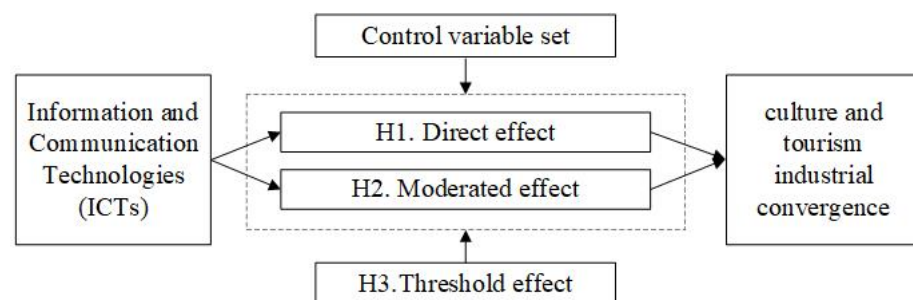 Control variable set
Information and
Communication
Technologies
(ICTs)
H1. Direct effect
H2. Moderated effect
culture and
tourism
industrial
convergence
H3.Threshold effect